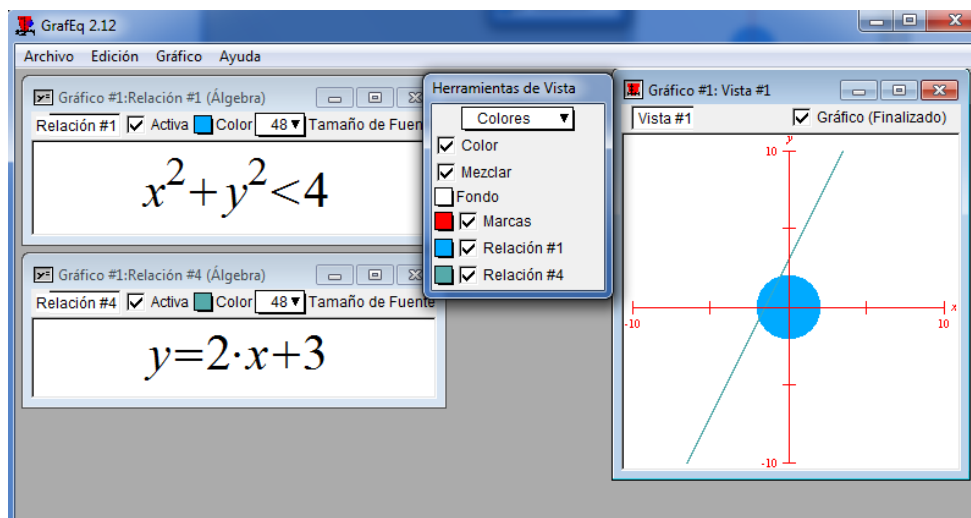 GrafEq 2.12
Archivo Edición Gráfico Ayuda
Gráfico #1:Relación #1 (Álgebra)
Relación #1 Activa Color 48 Tamaño de Fuen
x²+y²<4
Gráfico #1:Relación #4 (Álgebra)
Relación #4 Activa Color 48 Tamaño de Fuente
y=2·x+3
Herramientas de Vista
Colores
Color
Mezclar
Fondo
Marcas
Relación #1
Relación #4
Gráfico #1: Vista #1
Vista #1 Gráfico (Finalizado)
y
10
x
-10 10
-10